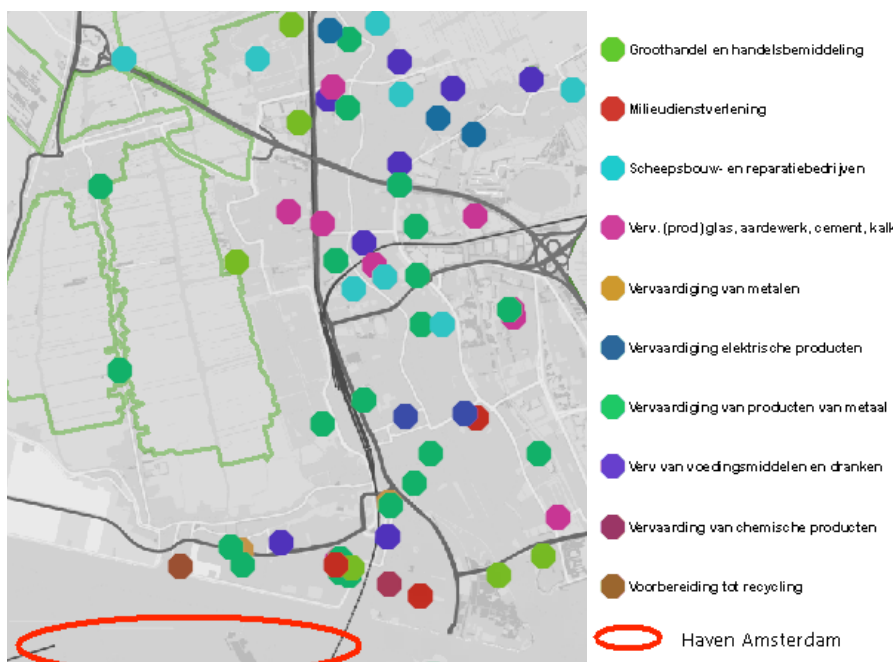 Groothandel en handelsbemiddeling
Milieudienstverlening
Scheepsbouw- en reparatiebedrijven
Verv. (prod)glas, aardewerk, cement, kalk
Vervaardiging van metalen
Vervaardiging elektrische producten
Vervaardiging van producten van metaal
Verv van voedingsmiddelen en dranken
Vervaarding van chemische producten
Voorbereiding tot recycling
Haven Amsterdam